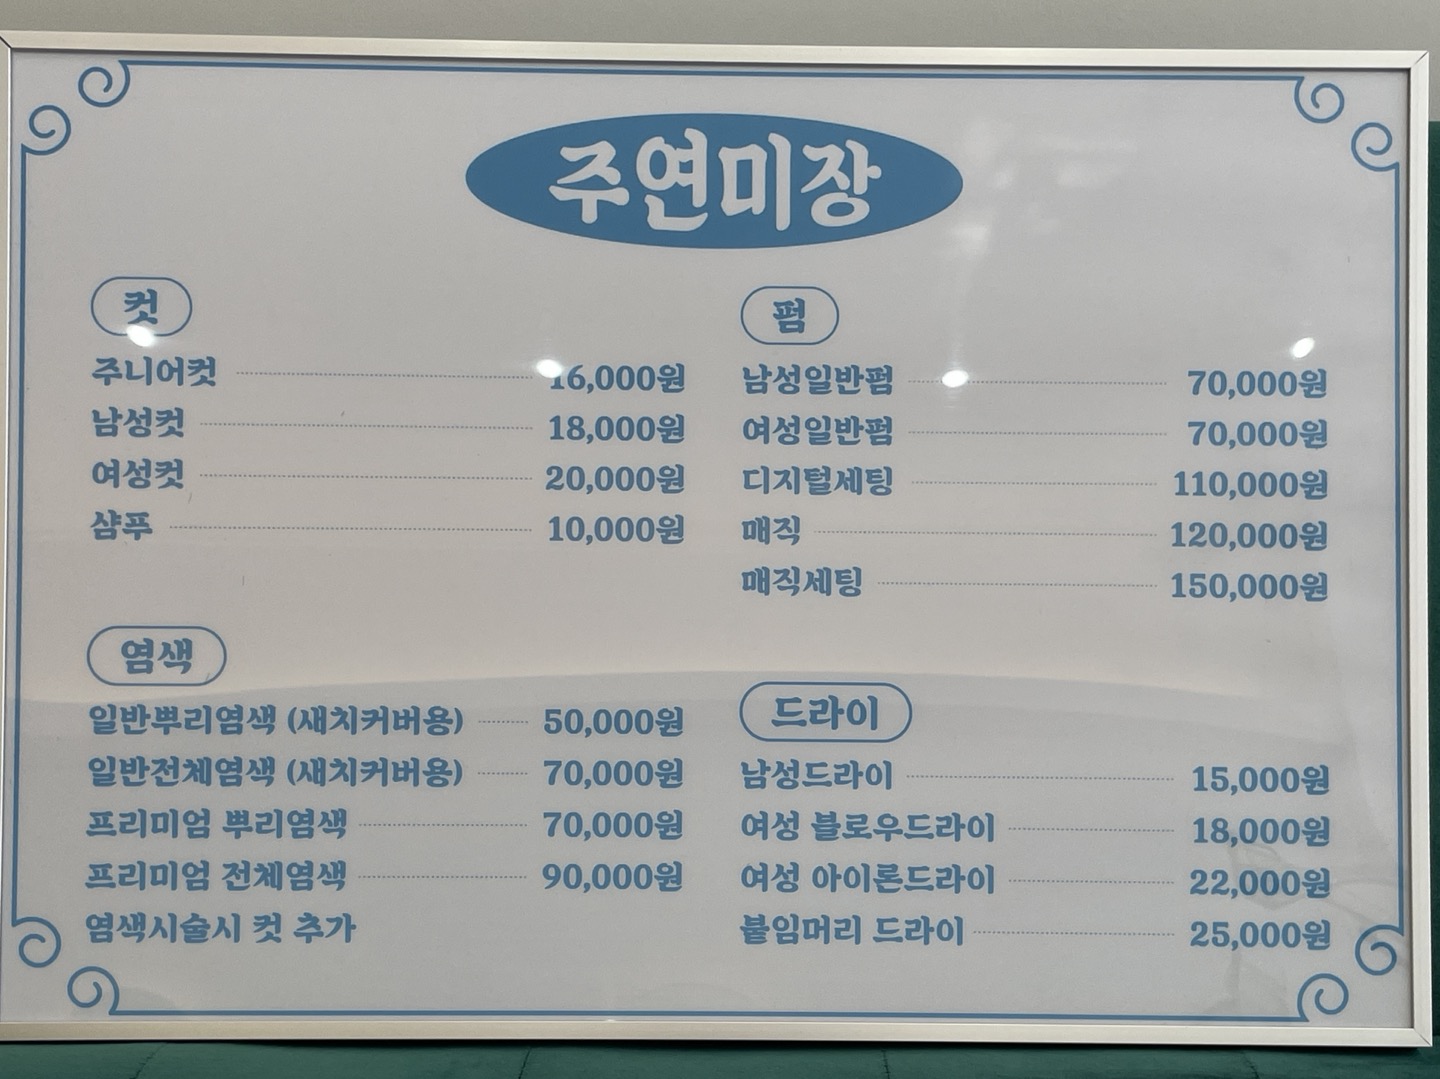 주연미장
컷
주니어컷 16,000원
남성컷 18,000원
여성컷 20,000원
샴푸 10,000원
펌
남성일반펌 70,000원
여성일반펌 70,000원
디지털세팅 110,000원
매직 120,000원
매직세팅 150,000원
염색
일반뿌리염색 (새치커버용) 50,000원
일반전체염색 (새치커버용) 70,000원
프리미엄 뿌리염색 70,000원
프리미엄 전체염색 90,000원
염색시술시 컷 추가
드라이
남성드라이 15,000원
여성 블로우드라이 18,000원
여성 아이론드라이 22,000원
붙임머리 드라이 25,000원